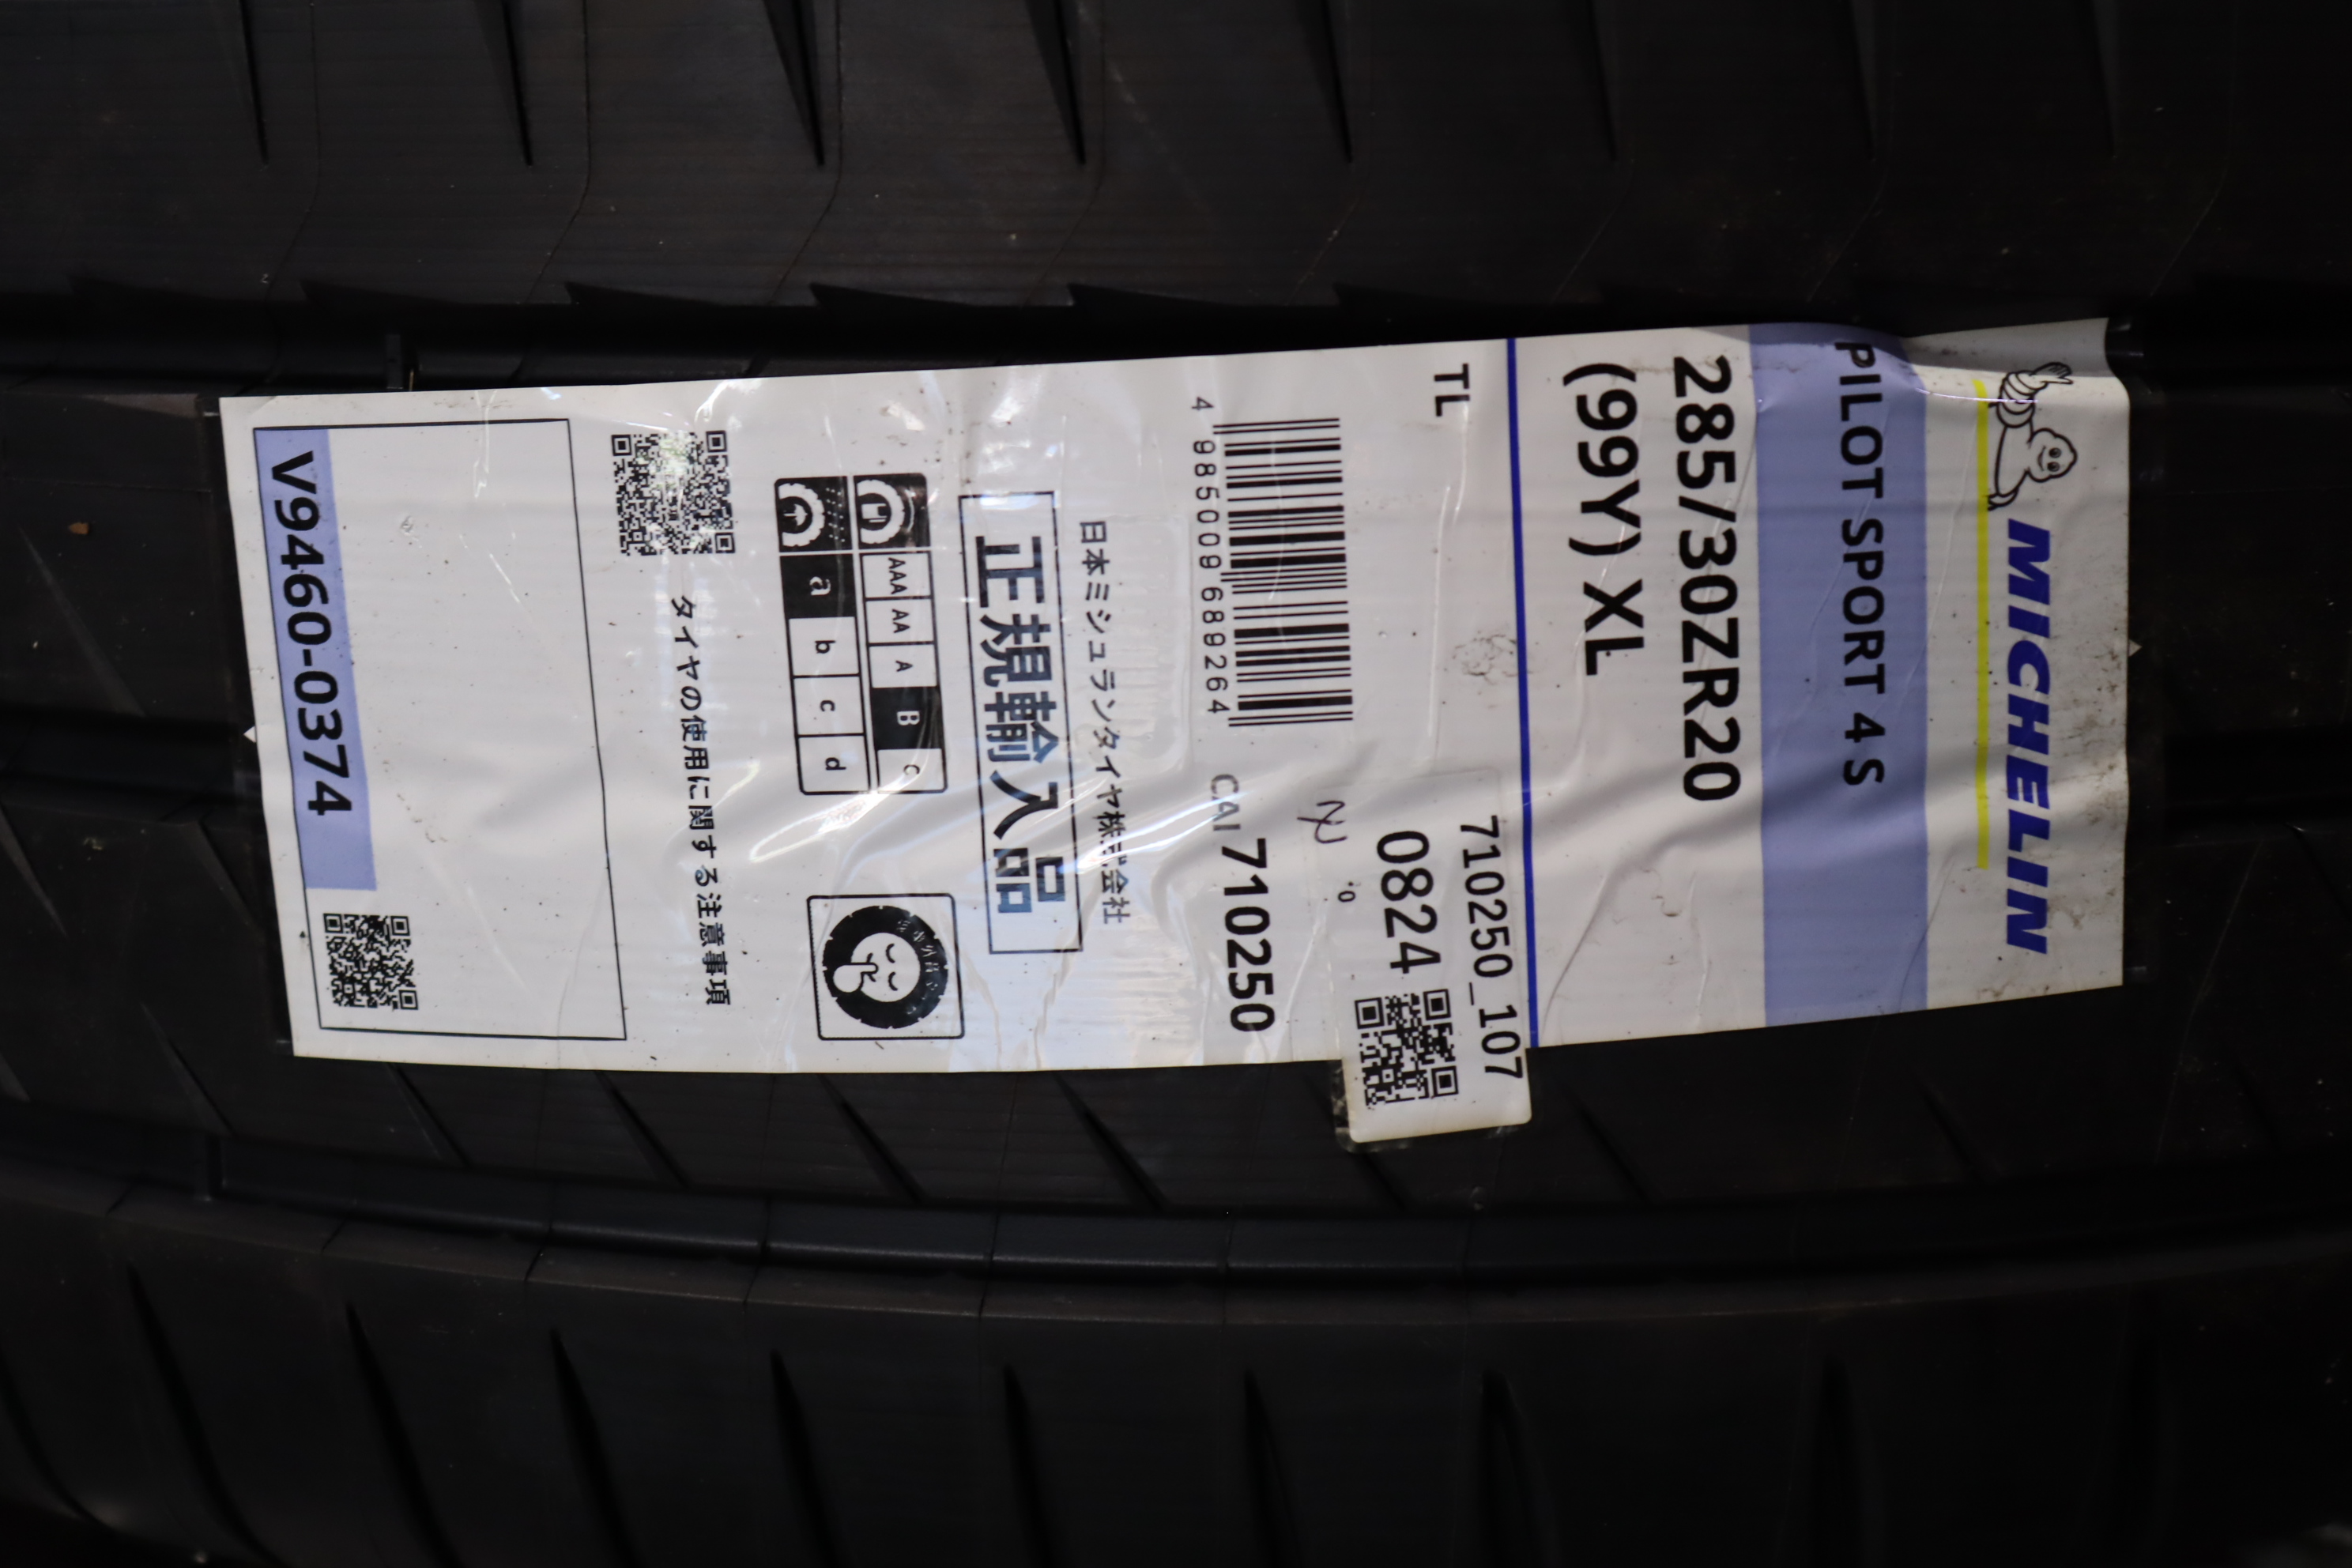 MICHELIN
PILOT SPORT 4 S
285/30ZR20
(99Y) XL
TL
710250_107
0824
4 985009 689264
CAI 710250
日本ミシュランタイヤ株式会社
正規輸入品
AAA AA A B C
a b c d
タイヤの使用に関する注意事項
V9460-0374